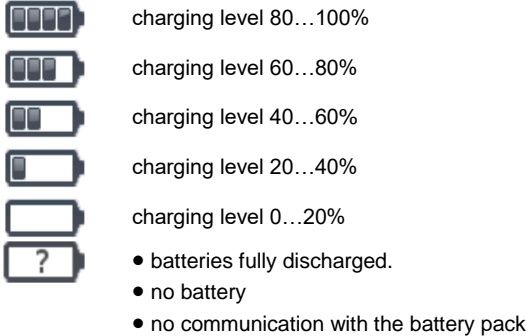 charging level 80…100%
charging level 60…80%
charging level 40…60%
charging level 20…40%
charging level 0…20%
?
• batteries fully discharged.
• no battery
• no communication with the battery pack